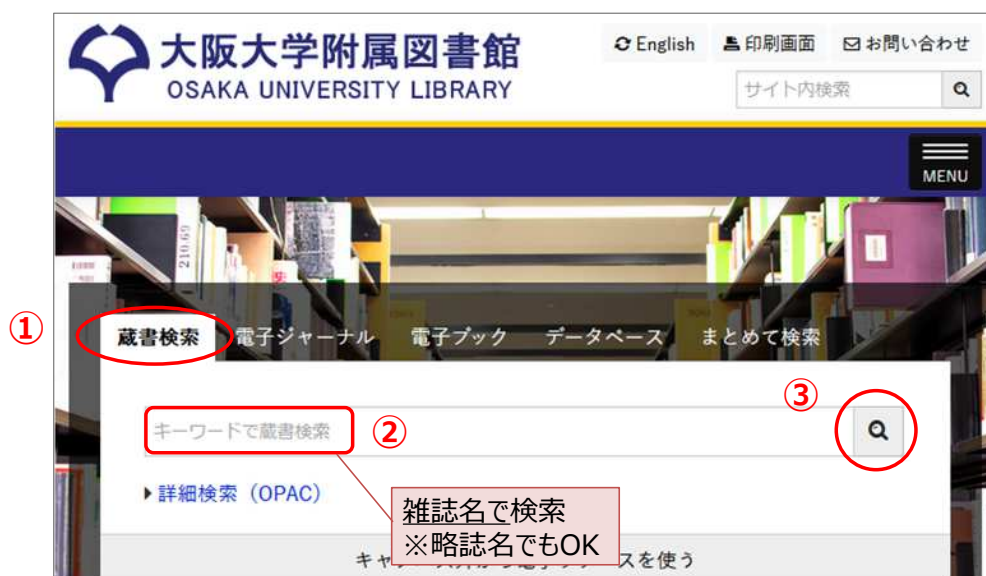 大阪大学附属図書館
OSAKA UNIVERSITY LIBRARY
English 印刷画面 お問い合わせ
サイト内検索
MENU
210.69
史
①
蔵書検索 電子ジャーナル 電子ブック データベース まとめて検索
③
キーワードで蔵書検索 ②
詳細検索（OPAC）
雑誌名で検索
※略誌名でもOK
スを使う